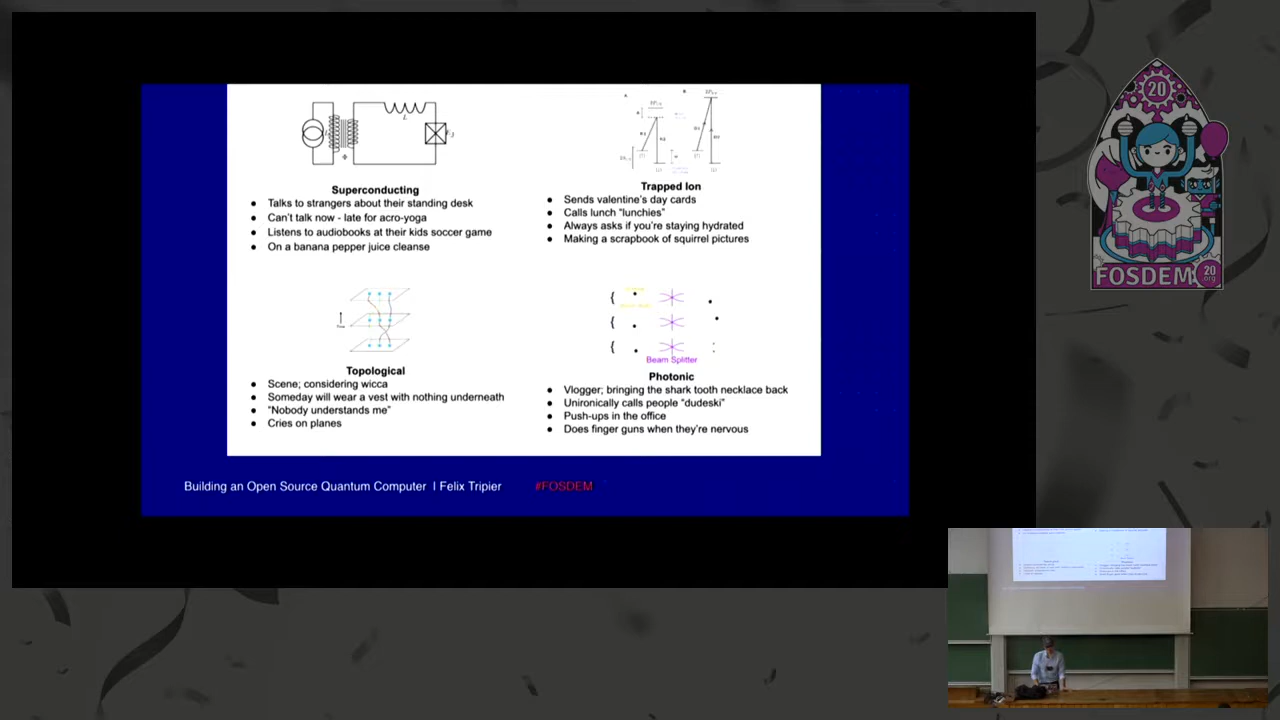 L
Φ
Superconducting
● Talks to strangers about their standing desk
● Can't talk now - late for acro-yoga
● Listens to audiobooks at their kids soccer game
● On a banana pepper juice cleanse
Trapped Ion
● Sends valentine's day cards
● Calls lunch "lunchies"
● Always asks if you're staying hydrated
● Making a scrapbook of squirrel pictures
Topological
● Scene; considering wicca
● Someday will wear a vest with nothing underneath
● "Nobody understands me"
● Cries on planes
Beam Splitter
Photonic
● Vlogger; bringing the shark tooth necklace back
● Unironically calls people "dudeski"
● Push-ups in the office
● Does finger guns when they're nervous
Building an Open Source Quantum Computer | Felix Tripier
#FOSDEM
20
FOSDEM
20
.org